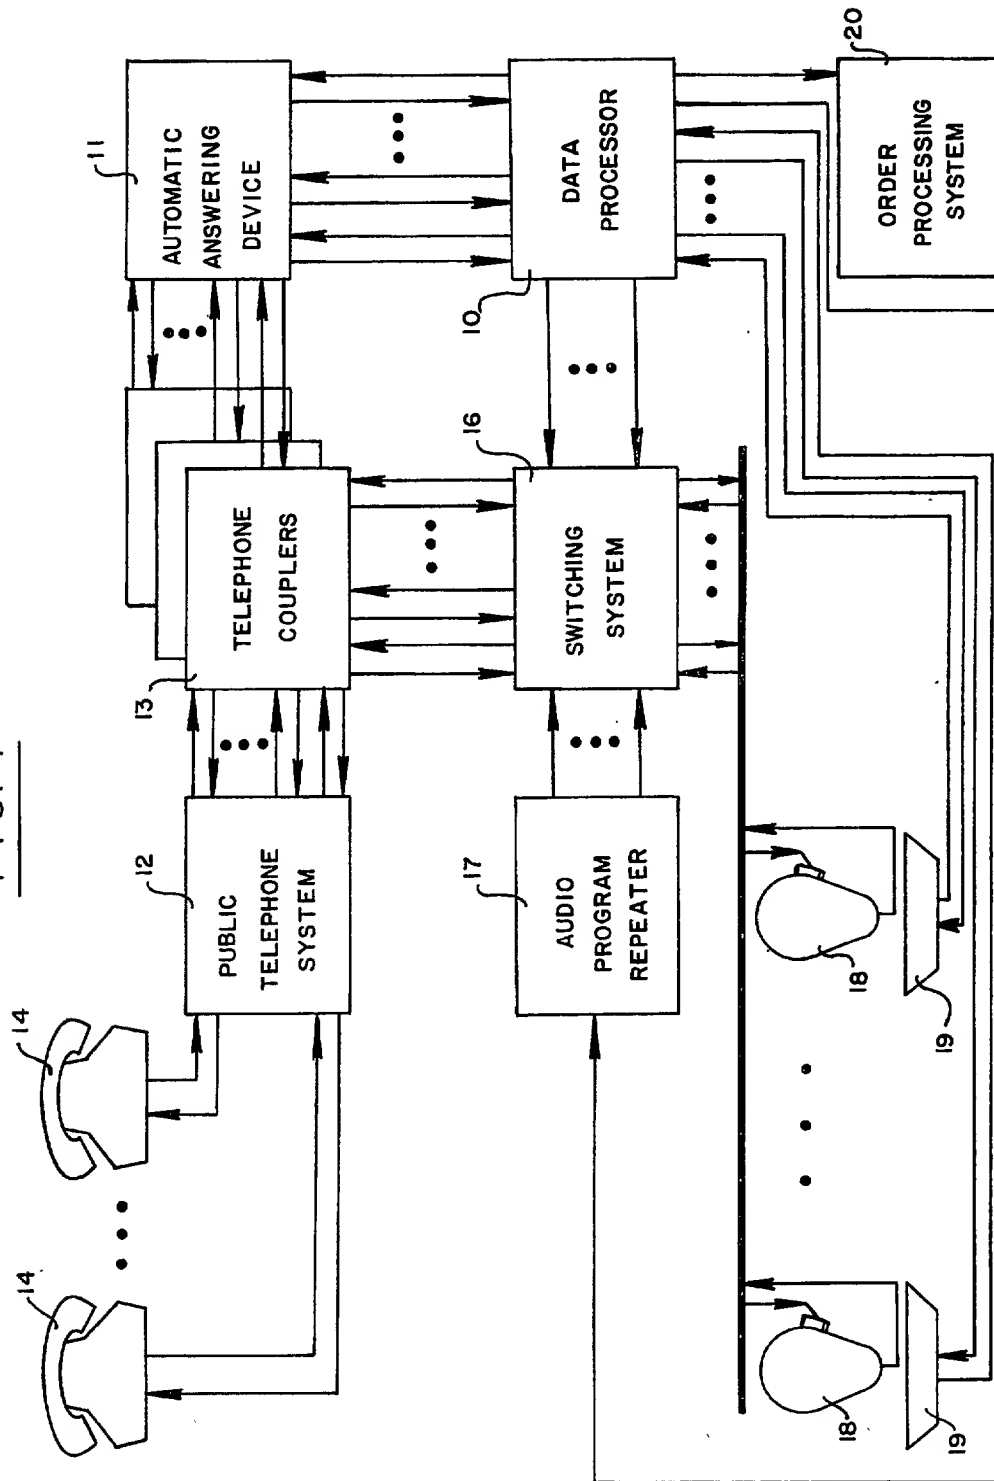 14
14
12
PUBLIC
TELEPHONE
SYSTEM
13
TELEPHONE
COUPLERS
11
AUTOMATIC
ANSWERING
DEVICE
17
AUDIO
PROGRAM
REPEATER
16
SWITCHING
SYSTEM
10
DATA
PROCESSOR
18
19
18
19
20
ORDER
PROCESSING
SYSTEM